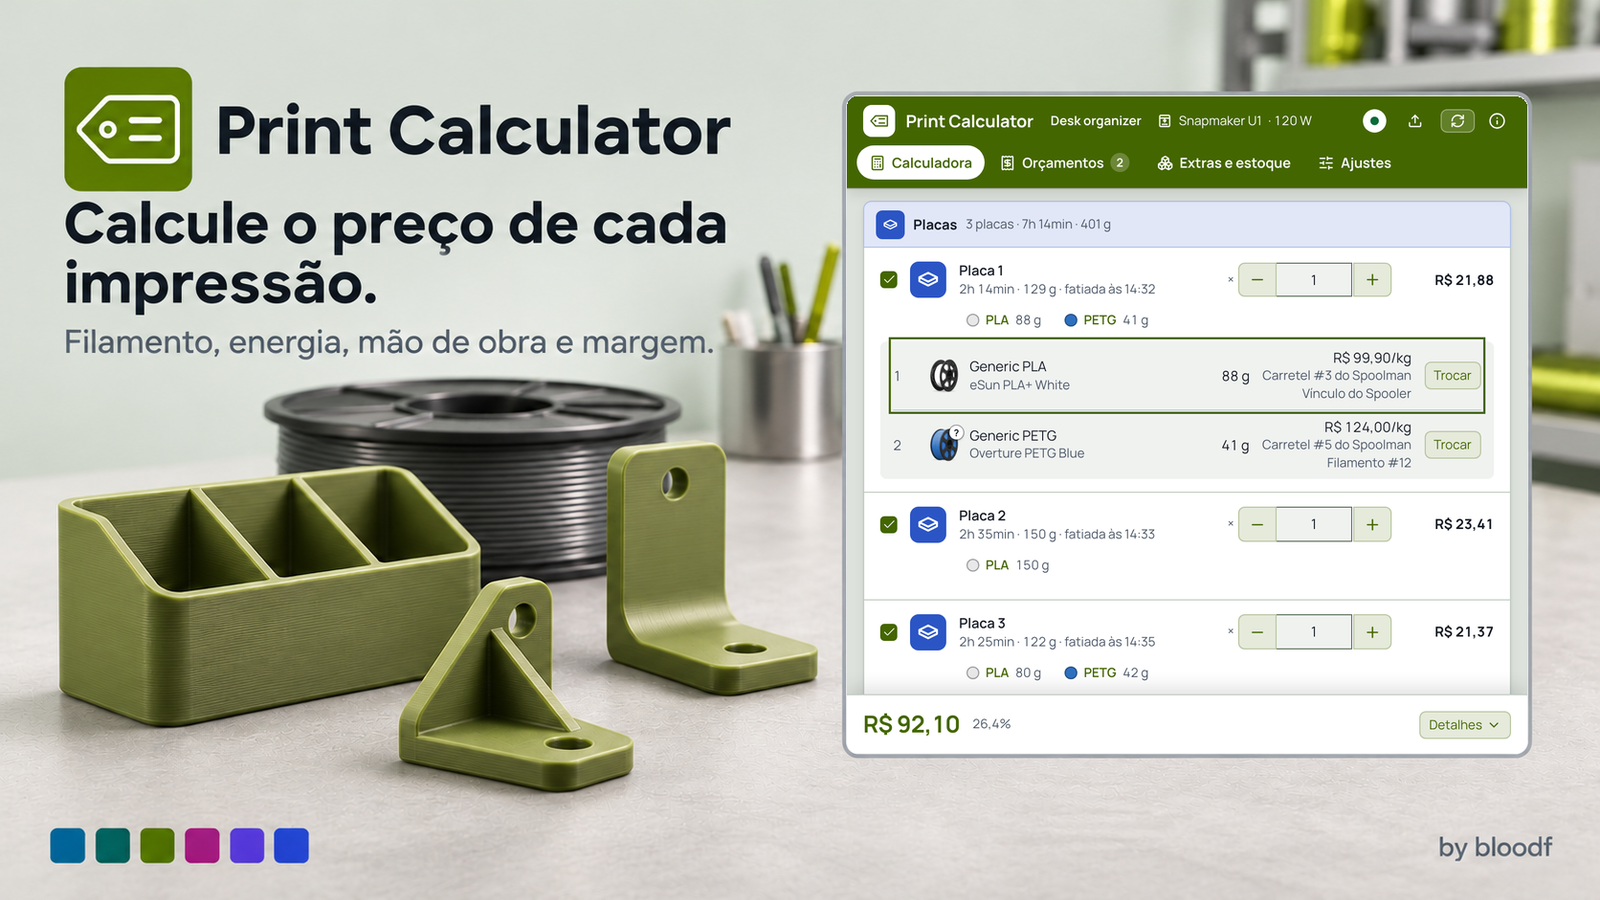 Print Calculator
Calcule o preço de cada
impressão.
Filamento, energia, mão de obra e margem.
Print Calculator
Desk organizer
Snapmaker U1 · 120 W
Calculadora
Orçamentos 2
Extras e estoque
Ajustes
Placas 3 placas · 7h 14min · 401 g
Placa 1
2h 14min · 129 g · fatiada às 14:32
× − 1 +
R$ 21,88
PLA 88 g
PETG 41 g
1
Generic PLA
eSun PLA+ White
88 g
R$ 99,90/kg
Carretel #3 do Spoolman
Vínculo do Spooler
Trocar
2
?
Generic PETG
Overture PETG Blue
41 g
R$ 124,00/kg
Carretel #5 do Spoolman
Filamento #12
Trocar
Placa 2
2h 35min · 150 g · fatiada às 14:33
× − 1 +
R$ 23,41
PLA 150 g
Placa 3
2h 25min · 122 g · fatiada às 14:35
× − 1 +
R$ 21,37
PLA 80 g
PETG 42 g
R$ 92,10 26,4%
Detalhes
by bloodf